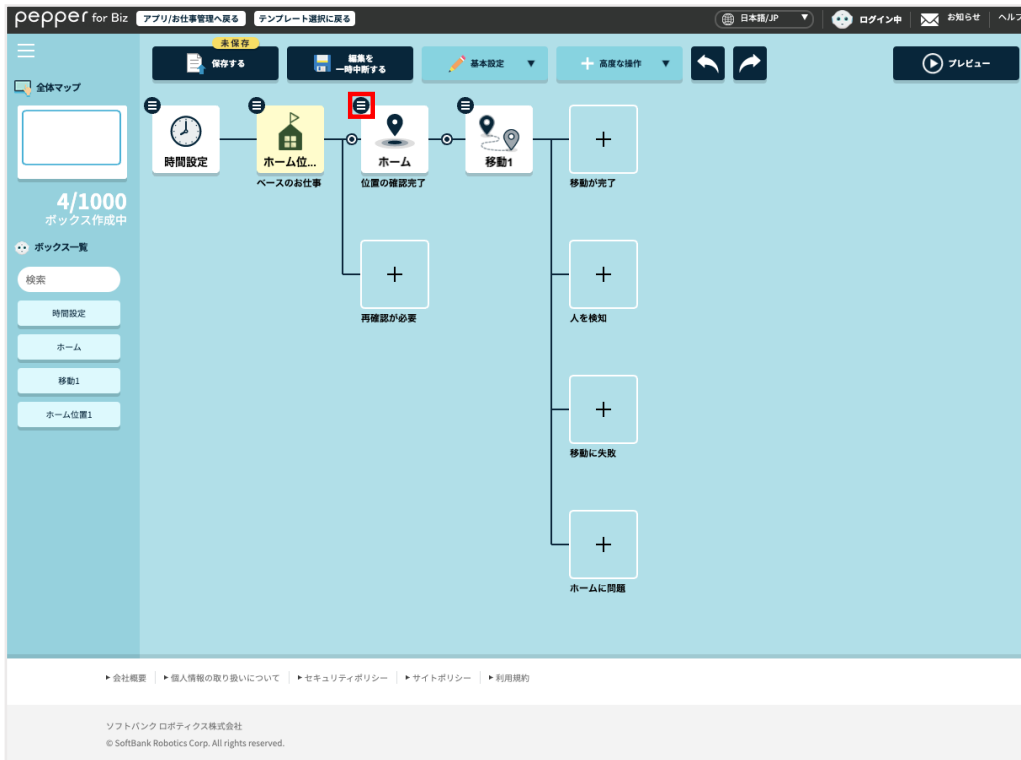 pepper for Biz アプリ/お仕事管理へ戻る テンプレート選択に戻る 日本語/JP ▼ ログイン中 お知らせ ヘルプ
未保存
保存する 編集を 一時中断する 基本設定 ▼ 高度な操作 ▼ プレビュー
全体マップ
4/1000
ボックス作成中
ボックス一覧
検索
時間設定
ホーム
移動1
ホーム位置1
時間設定 ホーム位... ホーム 移動1
ベースのお仕事 位置の確認完了 移動が完了
再確認が必要 人を検知
移動に失敗
ホームに問題
会社概要 個人情報の取り扱いについて セキュリティポリシー サイトポリシー 利用規約
ソフトバンク ロボティクス株式会社
© SoftBank Robotics Corp. All rights reserved.